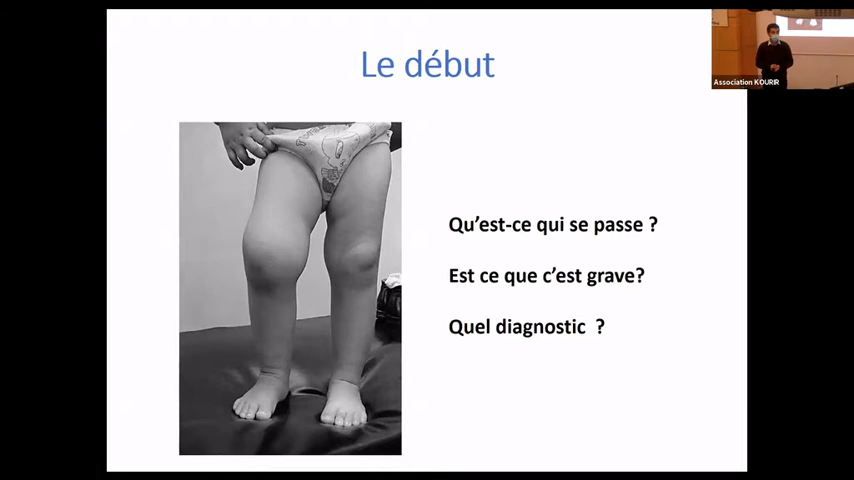 Le début
Association KOURIR
Qu'est-ce qui se passe ?
Est ce que c'est grave?
Quel diagnostic ?